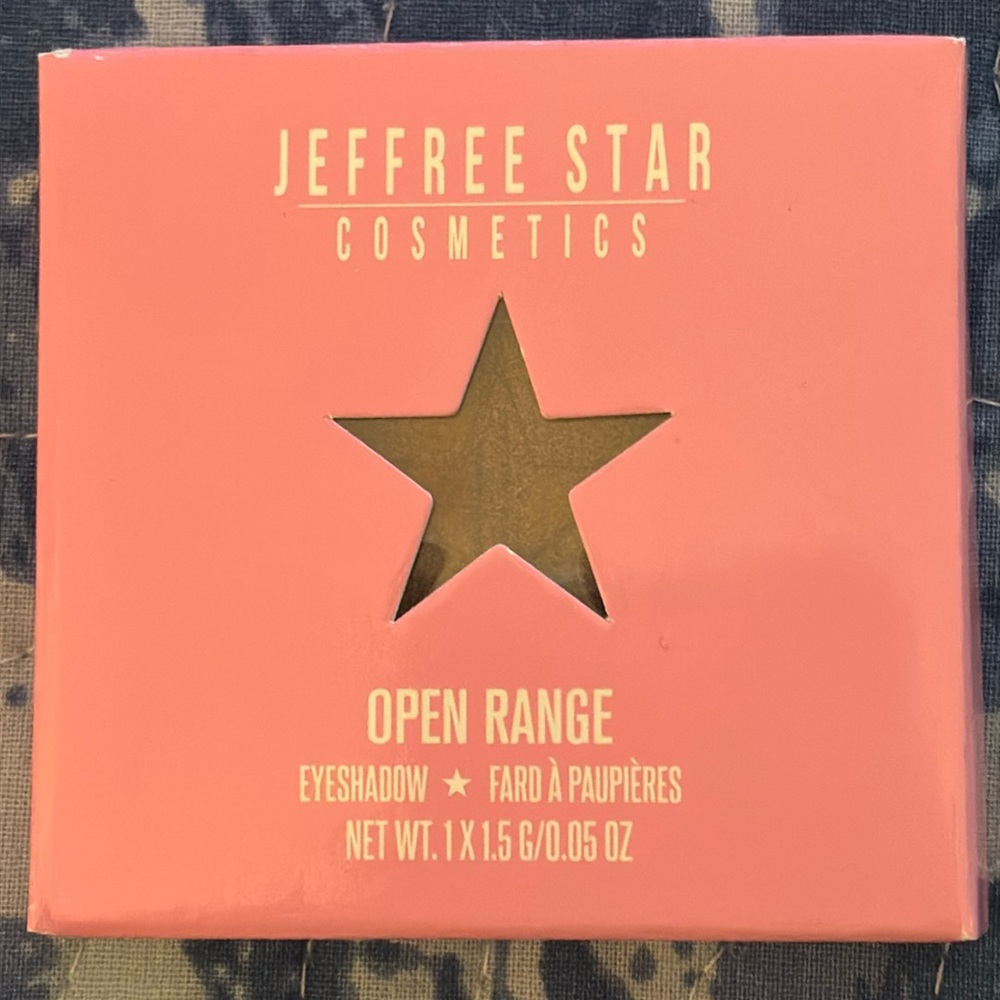 JEFFREE STAR
COSMETICS
OPEN RANGE
EYESHADOW ★ FARD À PAUPIÈRES
NET WT. 1 X 1.5 G/0.05 OZ